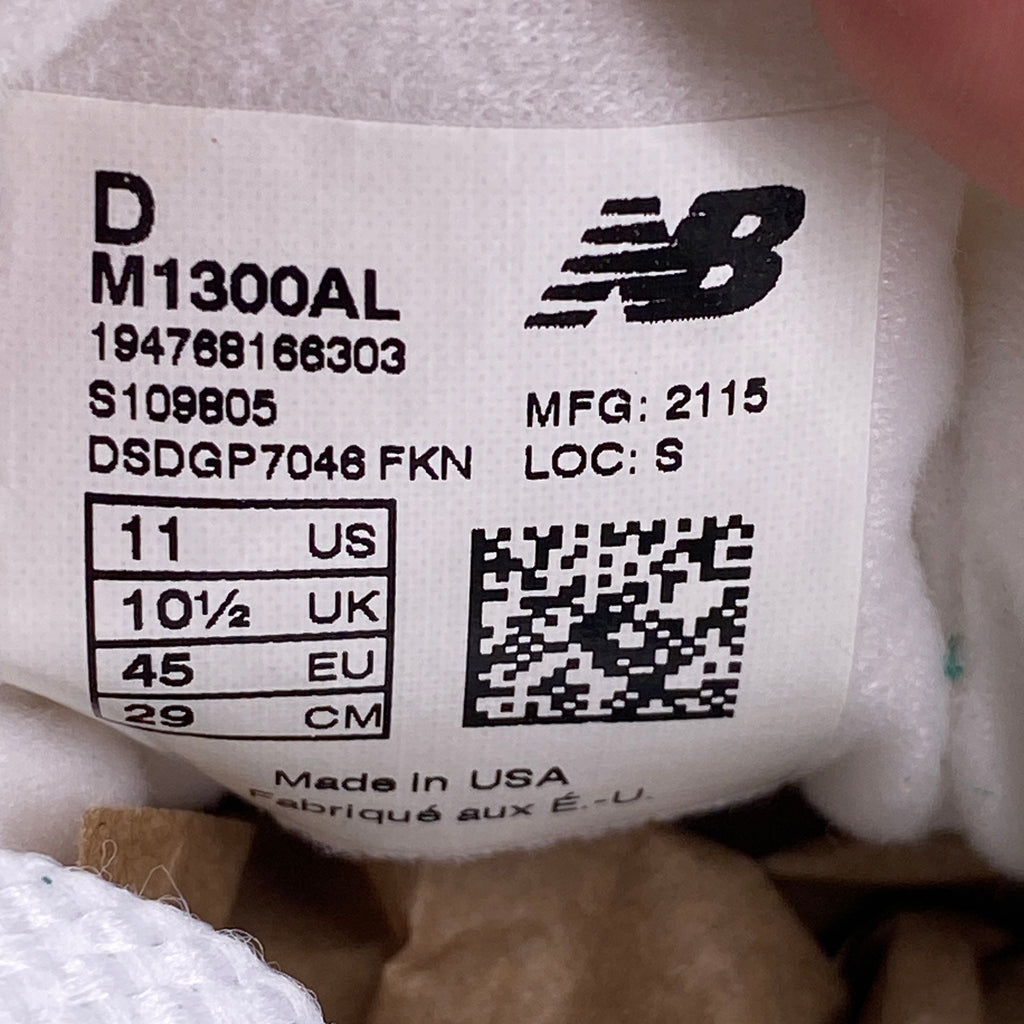 D
M1300AL
194768166303
S109805
DSDGP7046 FKN
NB
MFG: 2115
LOC: S
11 US
10½ UK
45 EU
29 CM
Made in USA
Fabriqué aux É.-U.